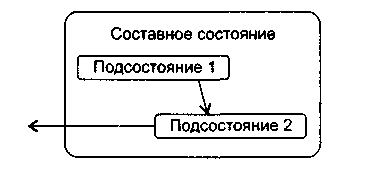 Составное состояние
Подсостояние 1
Подсостояние 2